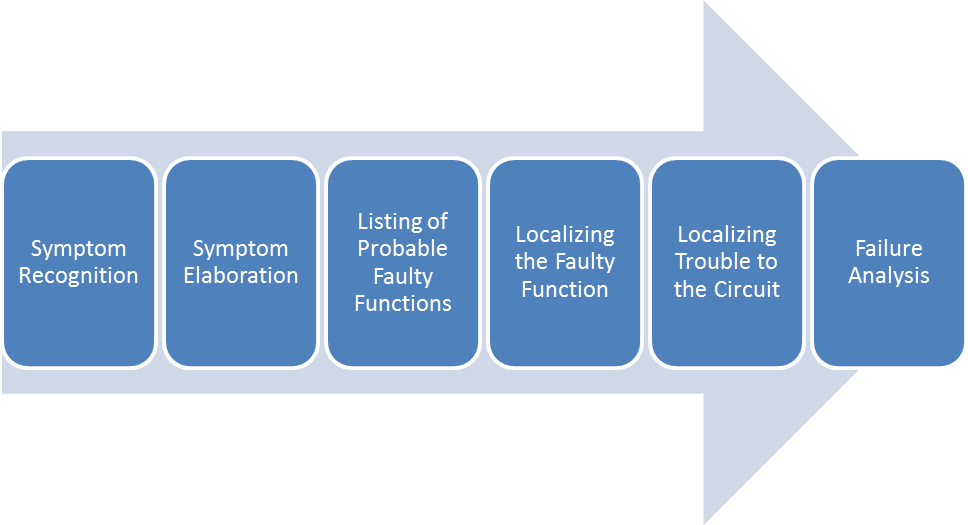 Symptom
Recognition
Symptom
Elaboration
Listing of
Probable
Faulty
Functions
Localizing
the Faulty
Function
Localizing
Trouble to
the Circuit
Failure
Analysis